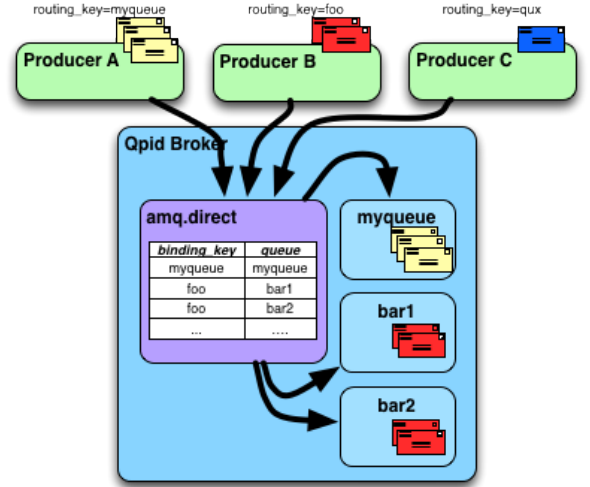 routing_key=myqueue
routing_key=foo
routing_key=qux
Producer A
Producer B
Producer C
Qpid Broker
amq.direct
binding_key queue
myqueue myqueue
foo bar1
foo bar2
... ....
myqueue
bar1
bar2